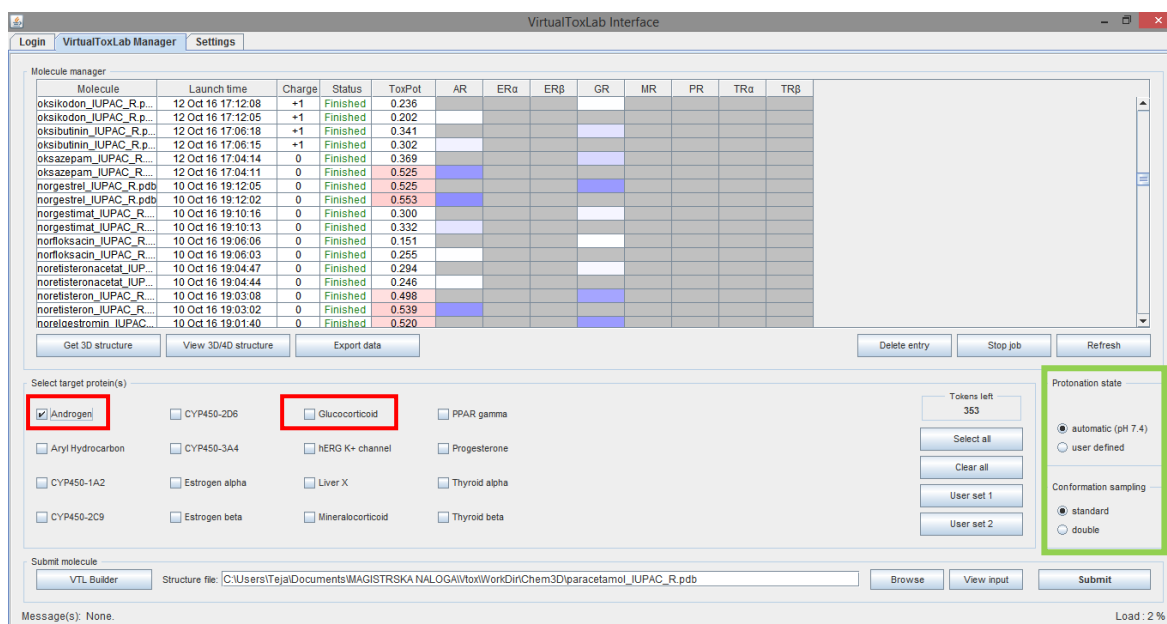 VirtualToxLab Interface
Login VirtualToxLab Manager Settings
Molecule manager
Molecule Launch time Charge Status ToxPot AR ERα ERβ GR MR PR TRα TRβ
oksikodon_IUPAC_R.p... 12 Oct 16 17:12:08 +1 Finished 0.236
oksikodon_IUPAC_R.p... 12 Oct 16 17:12:05 +1 Finished 0.202
oksibutinin_IUPAC_R.p... 12 Oct 16 17:06:18 +1 Finished 0.341
oksibutinin_IUPAC_R.p... 12 Oct 16 17:06:15 +1 Finished 0.302
oksazepam_IUPAC_R.... 12 Oct 16 17:04:14 0 Finished 0.369
oksazepam_IUPAC_R.... 12 Oct 16 17:04:11 0 Finished 0.525
norgestrel_IUPAC_R.pdb 10 Oct 16 19:12:05 0 Finished 0.525
norgestrel_IUPAC_R.pdb 10 Oct 16 19:12:02 0 Finished 0.553
norgestimat_IUPAC_R.... 10 Oct 16 19:10:16 0 Finished 0.300
norgestimat_IUPAC_R.... 10 Oct 16 19:10:13 0 Finished 0.332
norfloksacin_IUPAC_R.... 10 Oct 16 19:06:06 0 Finished 0.151
norfloksacin_IUPAC_R.... 10 Oct 16 19:06:03 0 Finished 0.255
noretisteronacetat_IUP... 10 Oct 16 19:04:47 0 Finished 0.294
noretisteronacetat_IUP... 10 Oct 16 19:04:44 0 Finished 0.246
noretisteron_IUPAC_R.... 10 Oct 16 19:03:08 0 Finished 0.498
noretisteron_IUPAC_R.... 10 Oct 16 19:03:02 0 Finished 0.539
norelgestromin_IUPAC... 10 Oct 16 19:01:40 0 Finished 0.520
Get 3D structure View 3D/4D structure Export data Delete entry Stop job Refresh
Select target protein(s)
Androgen CYP450-2D6 Glucocorticoid PPAR gamma
Aryl Hydrocarbon CYP450-3A4 hERG K+ channel Progesterone
CYP450-1A2 Estrogen alpha Liver X Thyroid alpha
CYP450-2C9 Estrogen beta Mineralocorticoid Thyroid beta
Tokens left
353
Select all
Clear all
User set 1
User set 2
Protonation state
automatic (pH 7.4)
user defined
Conformation sampling
standard
double
Submit molecule
VTL Builder Structure file: C:\Users\Teja\Documents\MAGISTRSKA NALOGA\Vtox\WorkDir\Chem3D\paracetamol_IUPAC_R.pdb Browse View input Submit
Message(s): None. Load : 2 %